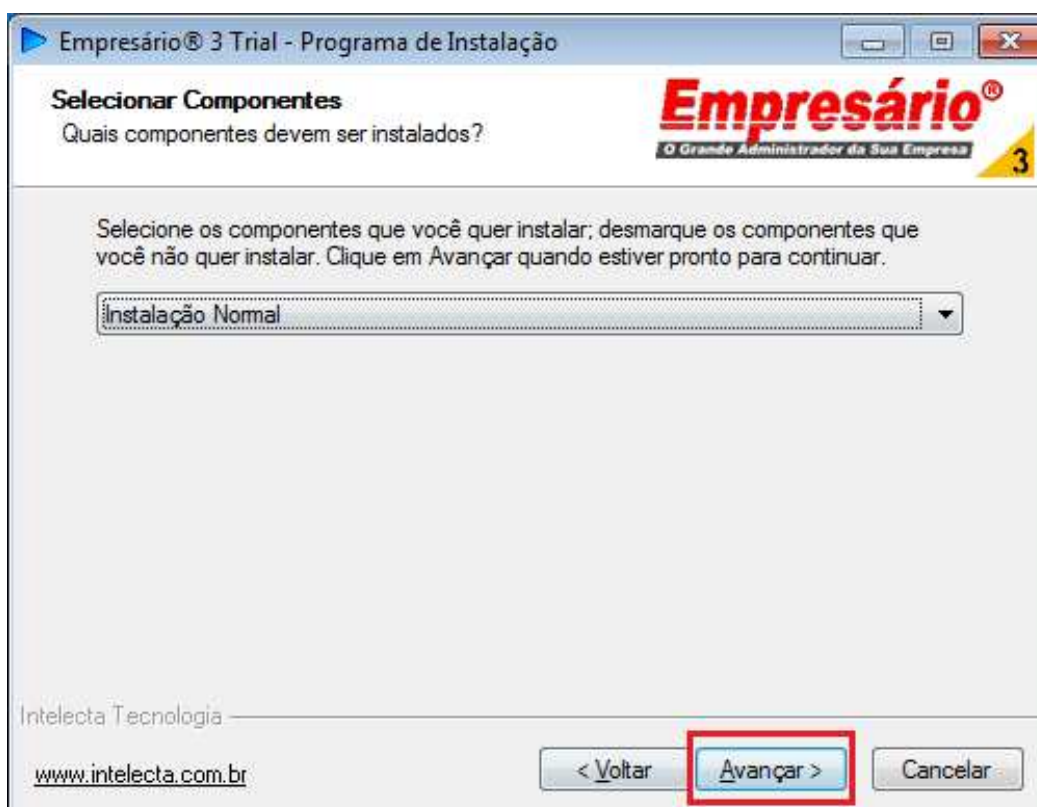 Empresário® 3 Trial - Programa de Instalação
Selecionar Componentes
Quais componentes devem ser instalados?
Empresário®
O Grande Administrador da Sua Empresa
3
Selecione os componentes que você quer instalar; desmarque os componentes que
você não quer instalar. Clique em Avançar quando estiver pronto para continuar.
Instalação Normal
Intelecta Tecnologia
www.intelecta.com.br
< Voltar
Avançar >
Cancelar